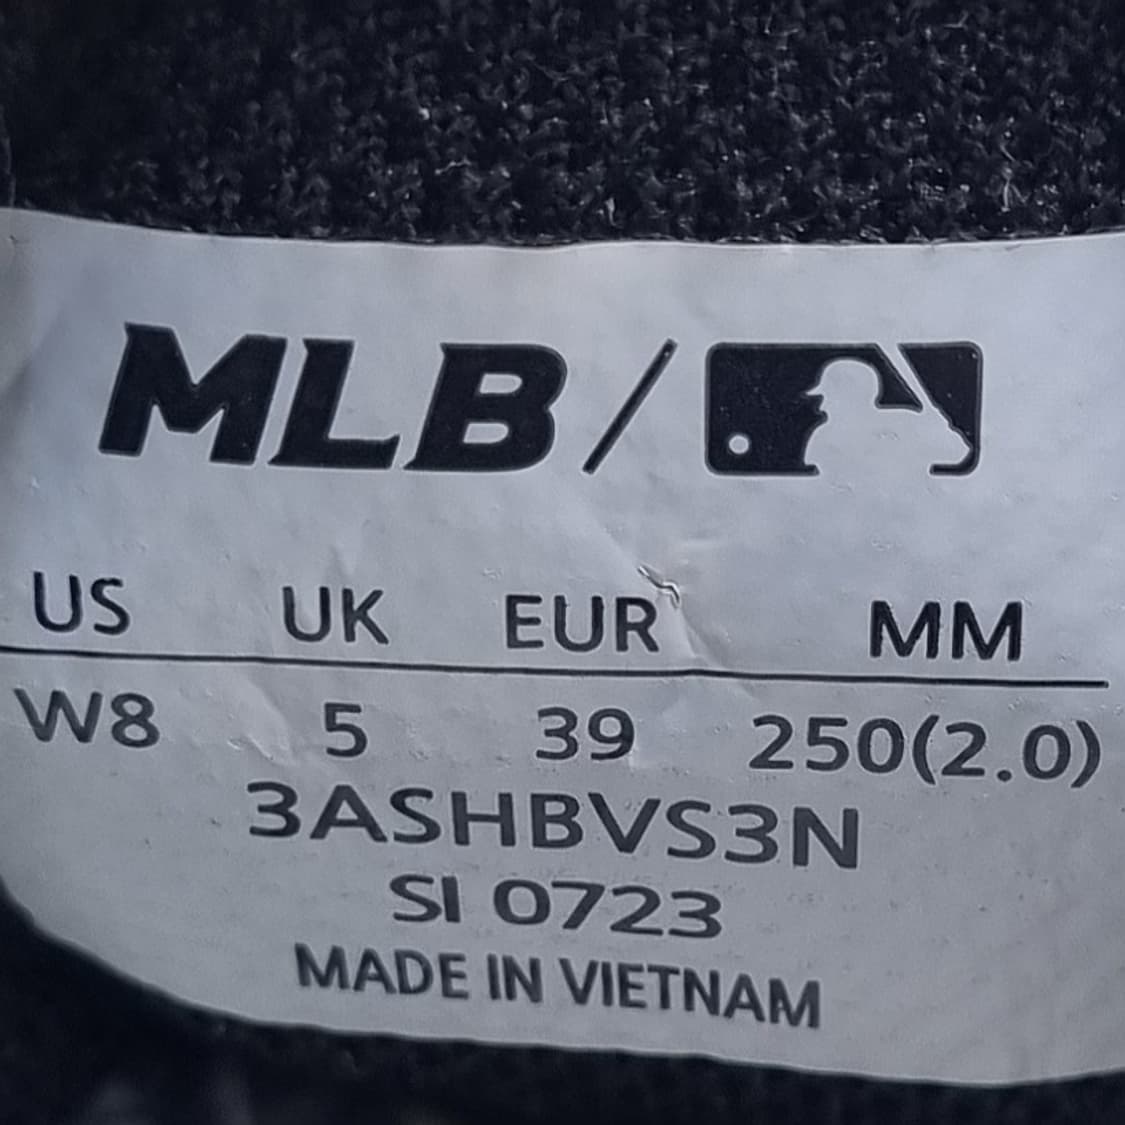 MLB/
US UK EUR MM
W8 5 39 250(2.0)
3ASHBVS3N
SI 0723
MADE IN VIETNAM